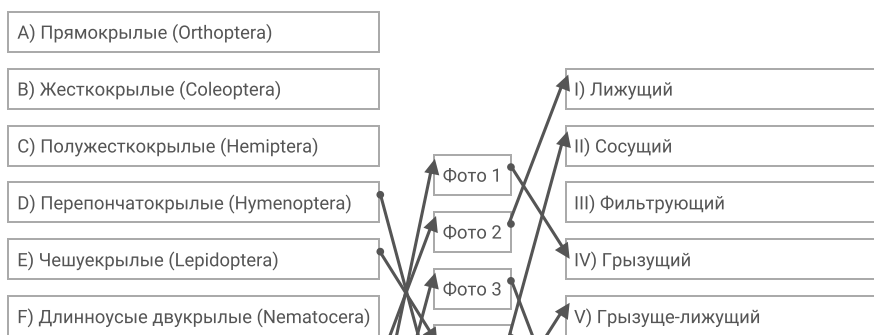 A) Прямокрылые (Orthoptera)
B) Жесткокрылые (Coleoptera)
C) Полужесткокрылые (Hemiptera)
D) Перепончатокрылые (Hymenoptera)
E) Чешуекрылые (Lepidoptera)
F) Длинноусые двукрылые (Nematocera)
Фото 1
Фото 2
Фото 3
I) Лижущий
II) Сосущий
III) Фильтрующий
IV) Грызущий
V) Грызуще-лижущий